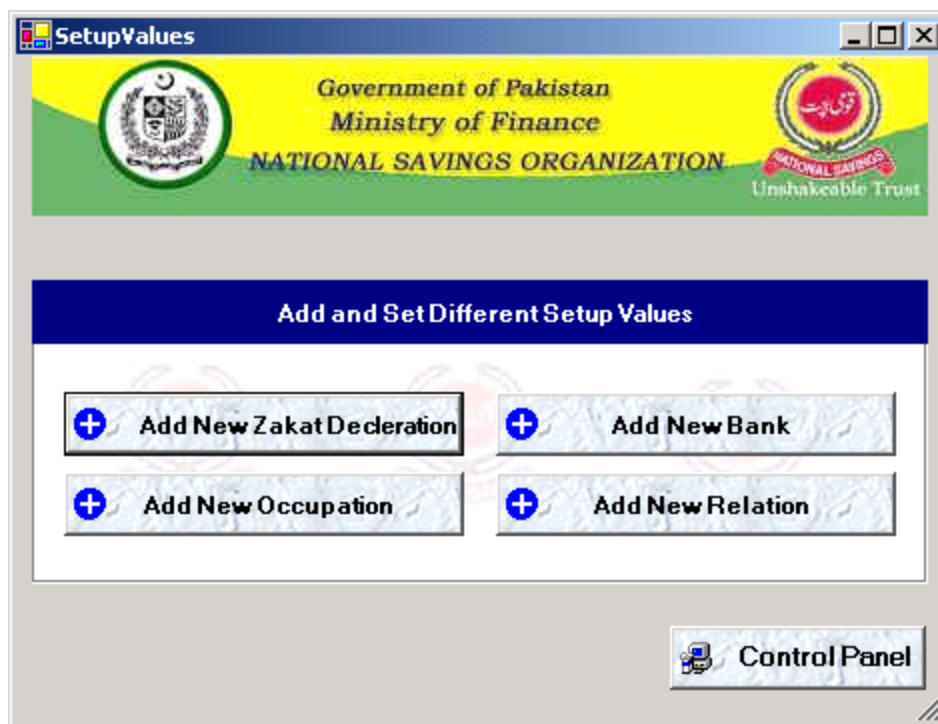 SetupValues
Government of Pakistan
Ministry of Finance
NATIONAL SAVINGS ORGANIZATION
قومی بچت
NATIONAL SAVINGS
Unshakeable Trust
Add and Set Different Setup Values
Add New Zakat Decleration
Add New Bank
Add New Occupation
Add New Relation
Control Panel